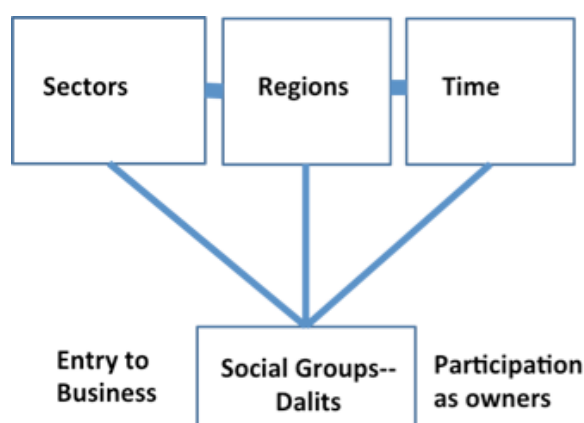 Sectors
Regions
Time
Entry to
Business
Social Groups--
Dalits
Participation
as owners